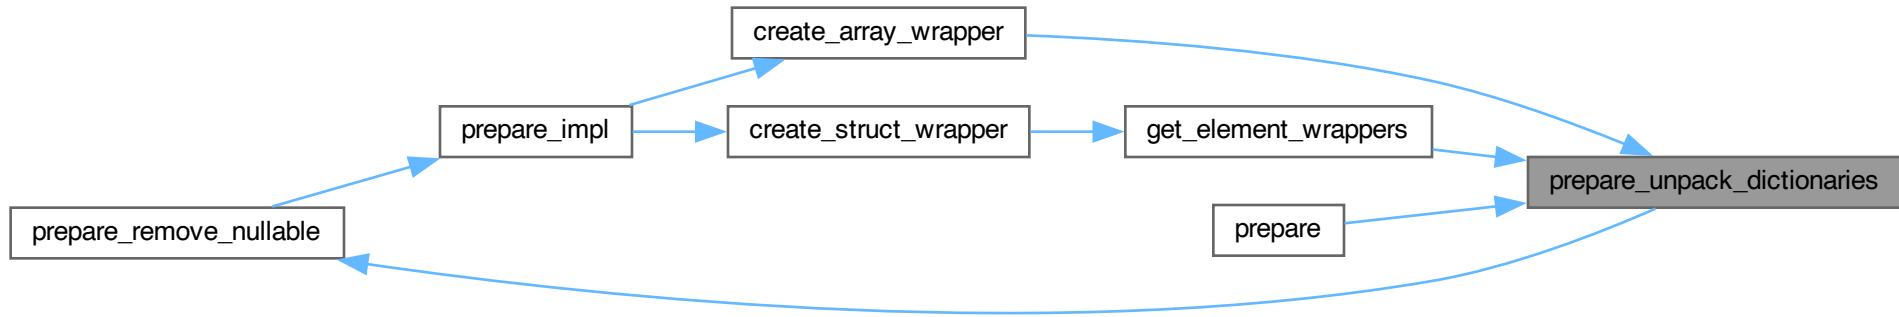 create_array_wrapper
prepare_impl
create_struct_wrapper
get_element_wrappers
prepare_unpack_dictionaries
prepare_remove_nullable
prepare